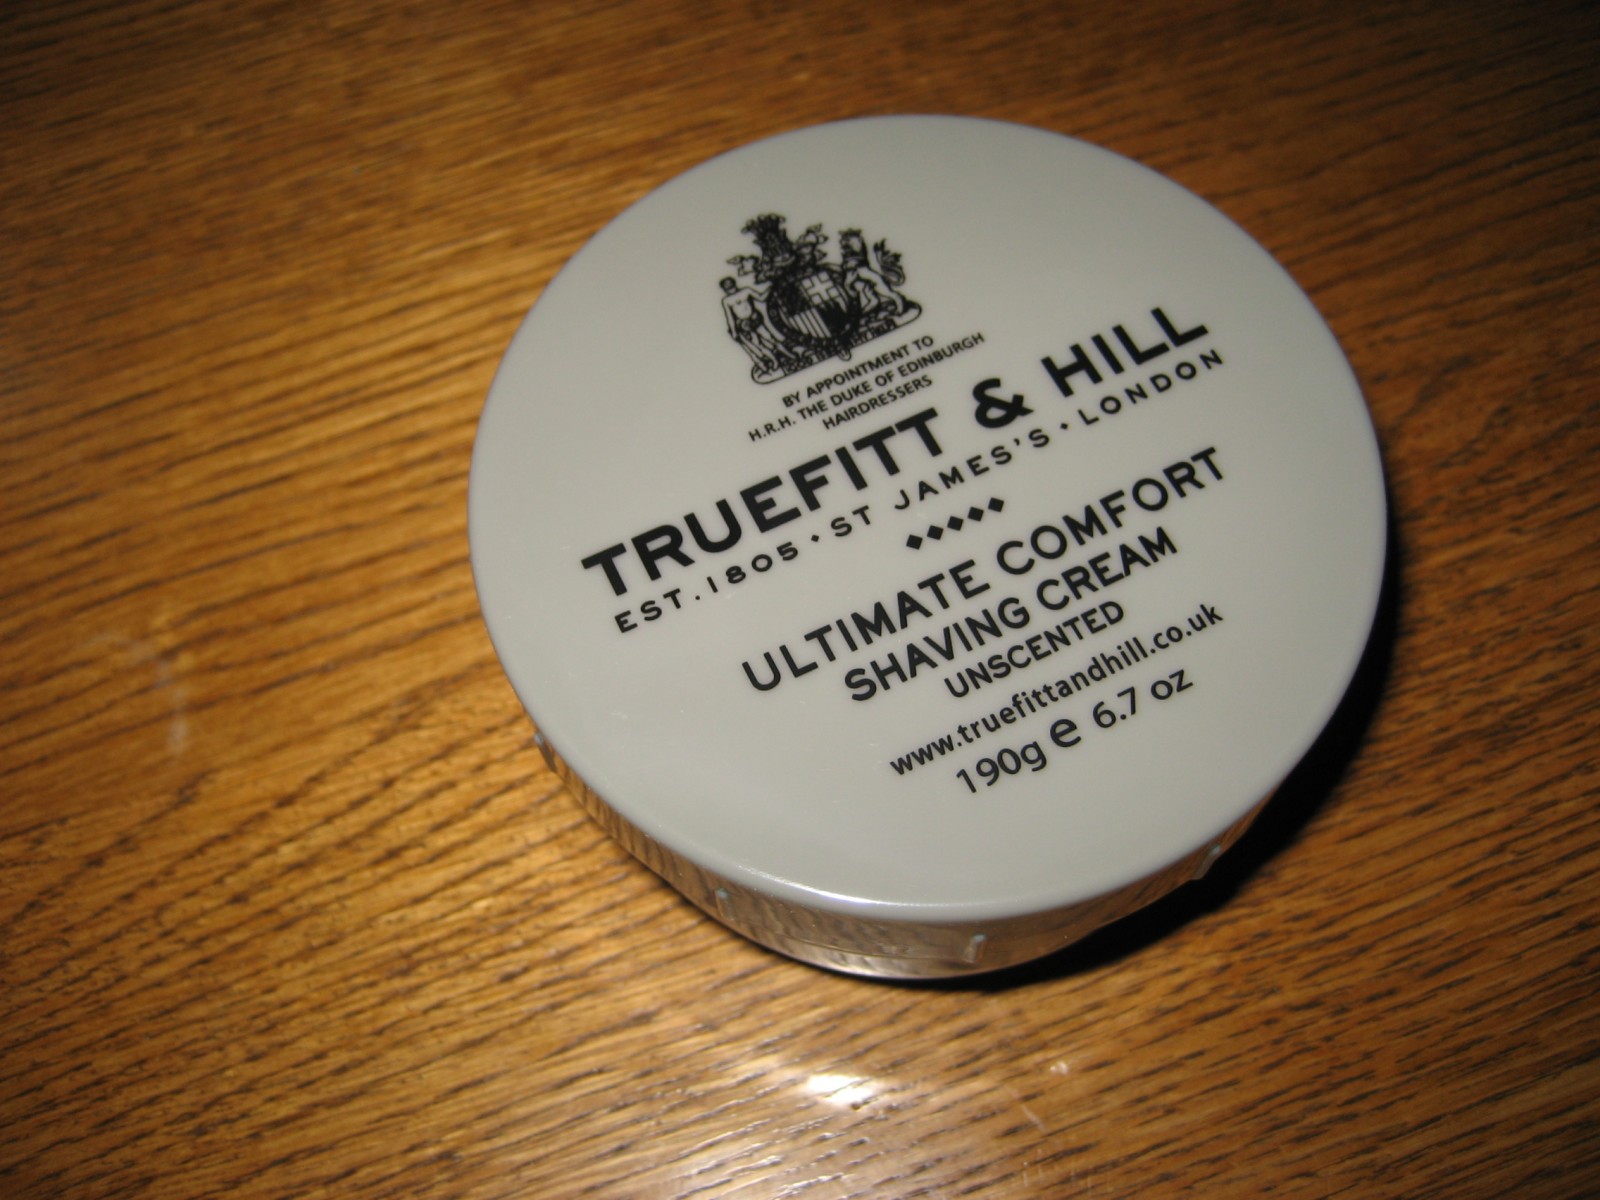 BY APPOINTMENT TO
H.R.H. THE DUKE OF EDINBURGH
HAIRDRESSERS
TRUEFITT & HILL
EST.1805 · ST JAMES'S · LONDON
ULTIMATE COMFORT
SHAVING CREAM
UNSCENTED
www.truefittandhill.co.uk
190g e 6.7 oz